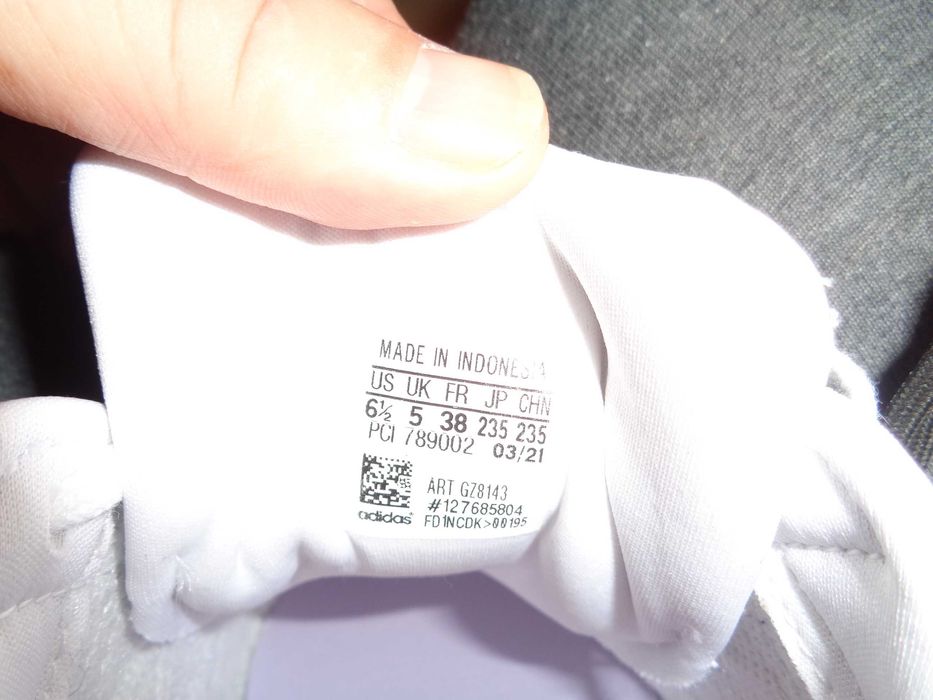 MADE IN INDONESIA
US UK FR JP CHN
6½ 5 38 235 235
PCI 789002 03/21
ART GZ8143
#127685804
adidas FD1NCDK>00195